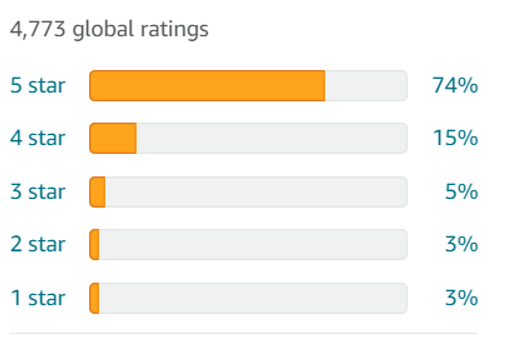 4,773 global ratings
5 star 74%
4 star 15%
3 star 5%
2 star 3%
1 star 3%